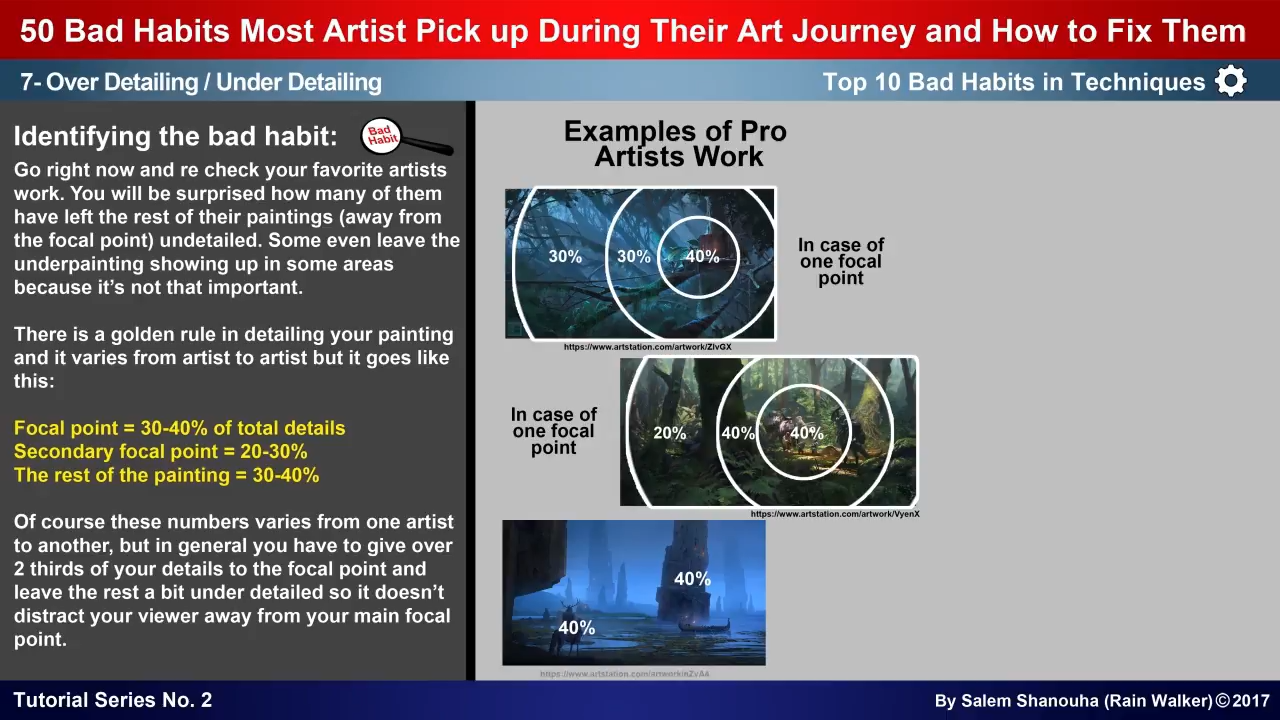 50 Bad Habits Most Artist Pick up During Their Art Journey and How to Fix Them
7- Over Detailing / Under Detailing
Top 10 Bad Habits in Techniques
Identifying the bad habit:
Bad
Habit
Go right now and re check your favorite artists
work. You will be surprised how many of them
have left the rest of their paintings (away from
the focal point) undetailed. Some even leave the
underpainting showing up in some areas
because it’s not that important.
There is a golden rule in detailing your painting
and it varies from artist to artist but it goes like
this:
Focal point = 30-40% of total details
Secondary focal point = 20-30%
The rest of the painting = 30-40%
Of course these numbers varies from one artist
to another, but in general you have to give over
2 thirds of your details to the focal point and
leave the rest a bit under detailed so it doesn’t
distract your viewer away from your main focal
point.
Examples of Pro
Artists Work
30%
30%
40%
In case of
one focal
point
https://www.artstation.com/artwork/ZlvGX
In case of
one focal
point
20%
40%
40%
https://www.artstation.com/artwork/VyenX
40%
40%
Tutorial Series No. 2
By Salem Shanouha (Rain Walker) © 2017